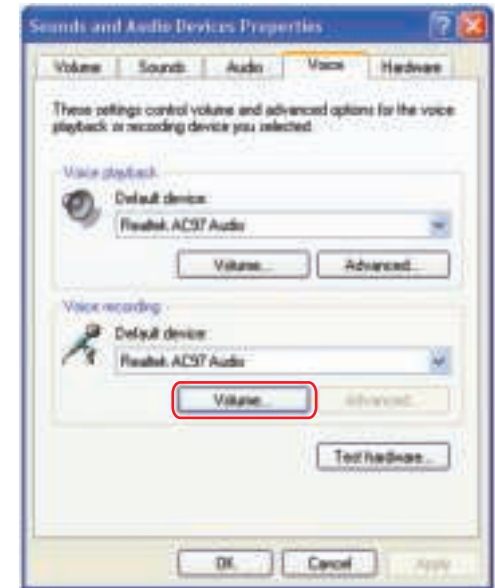 Sounds and Audio Devices Properties
Volume Sounds Audio Voice Hardware
These settings control volume and advanced options for the voice
playback or recording device you selected.
Voice playback
Default device:
Realtek AC97 Audio
Volume... Advanced...
Voice recording
Default device:
Realtek AC97 Audio
Volume... Advanced...
Test hardware...
OK Cancel Apply